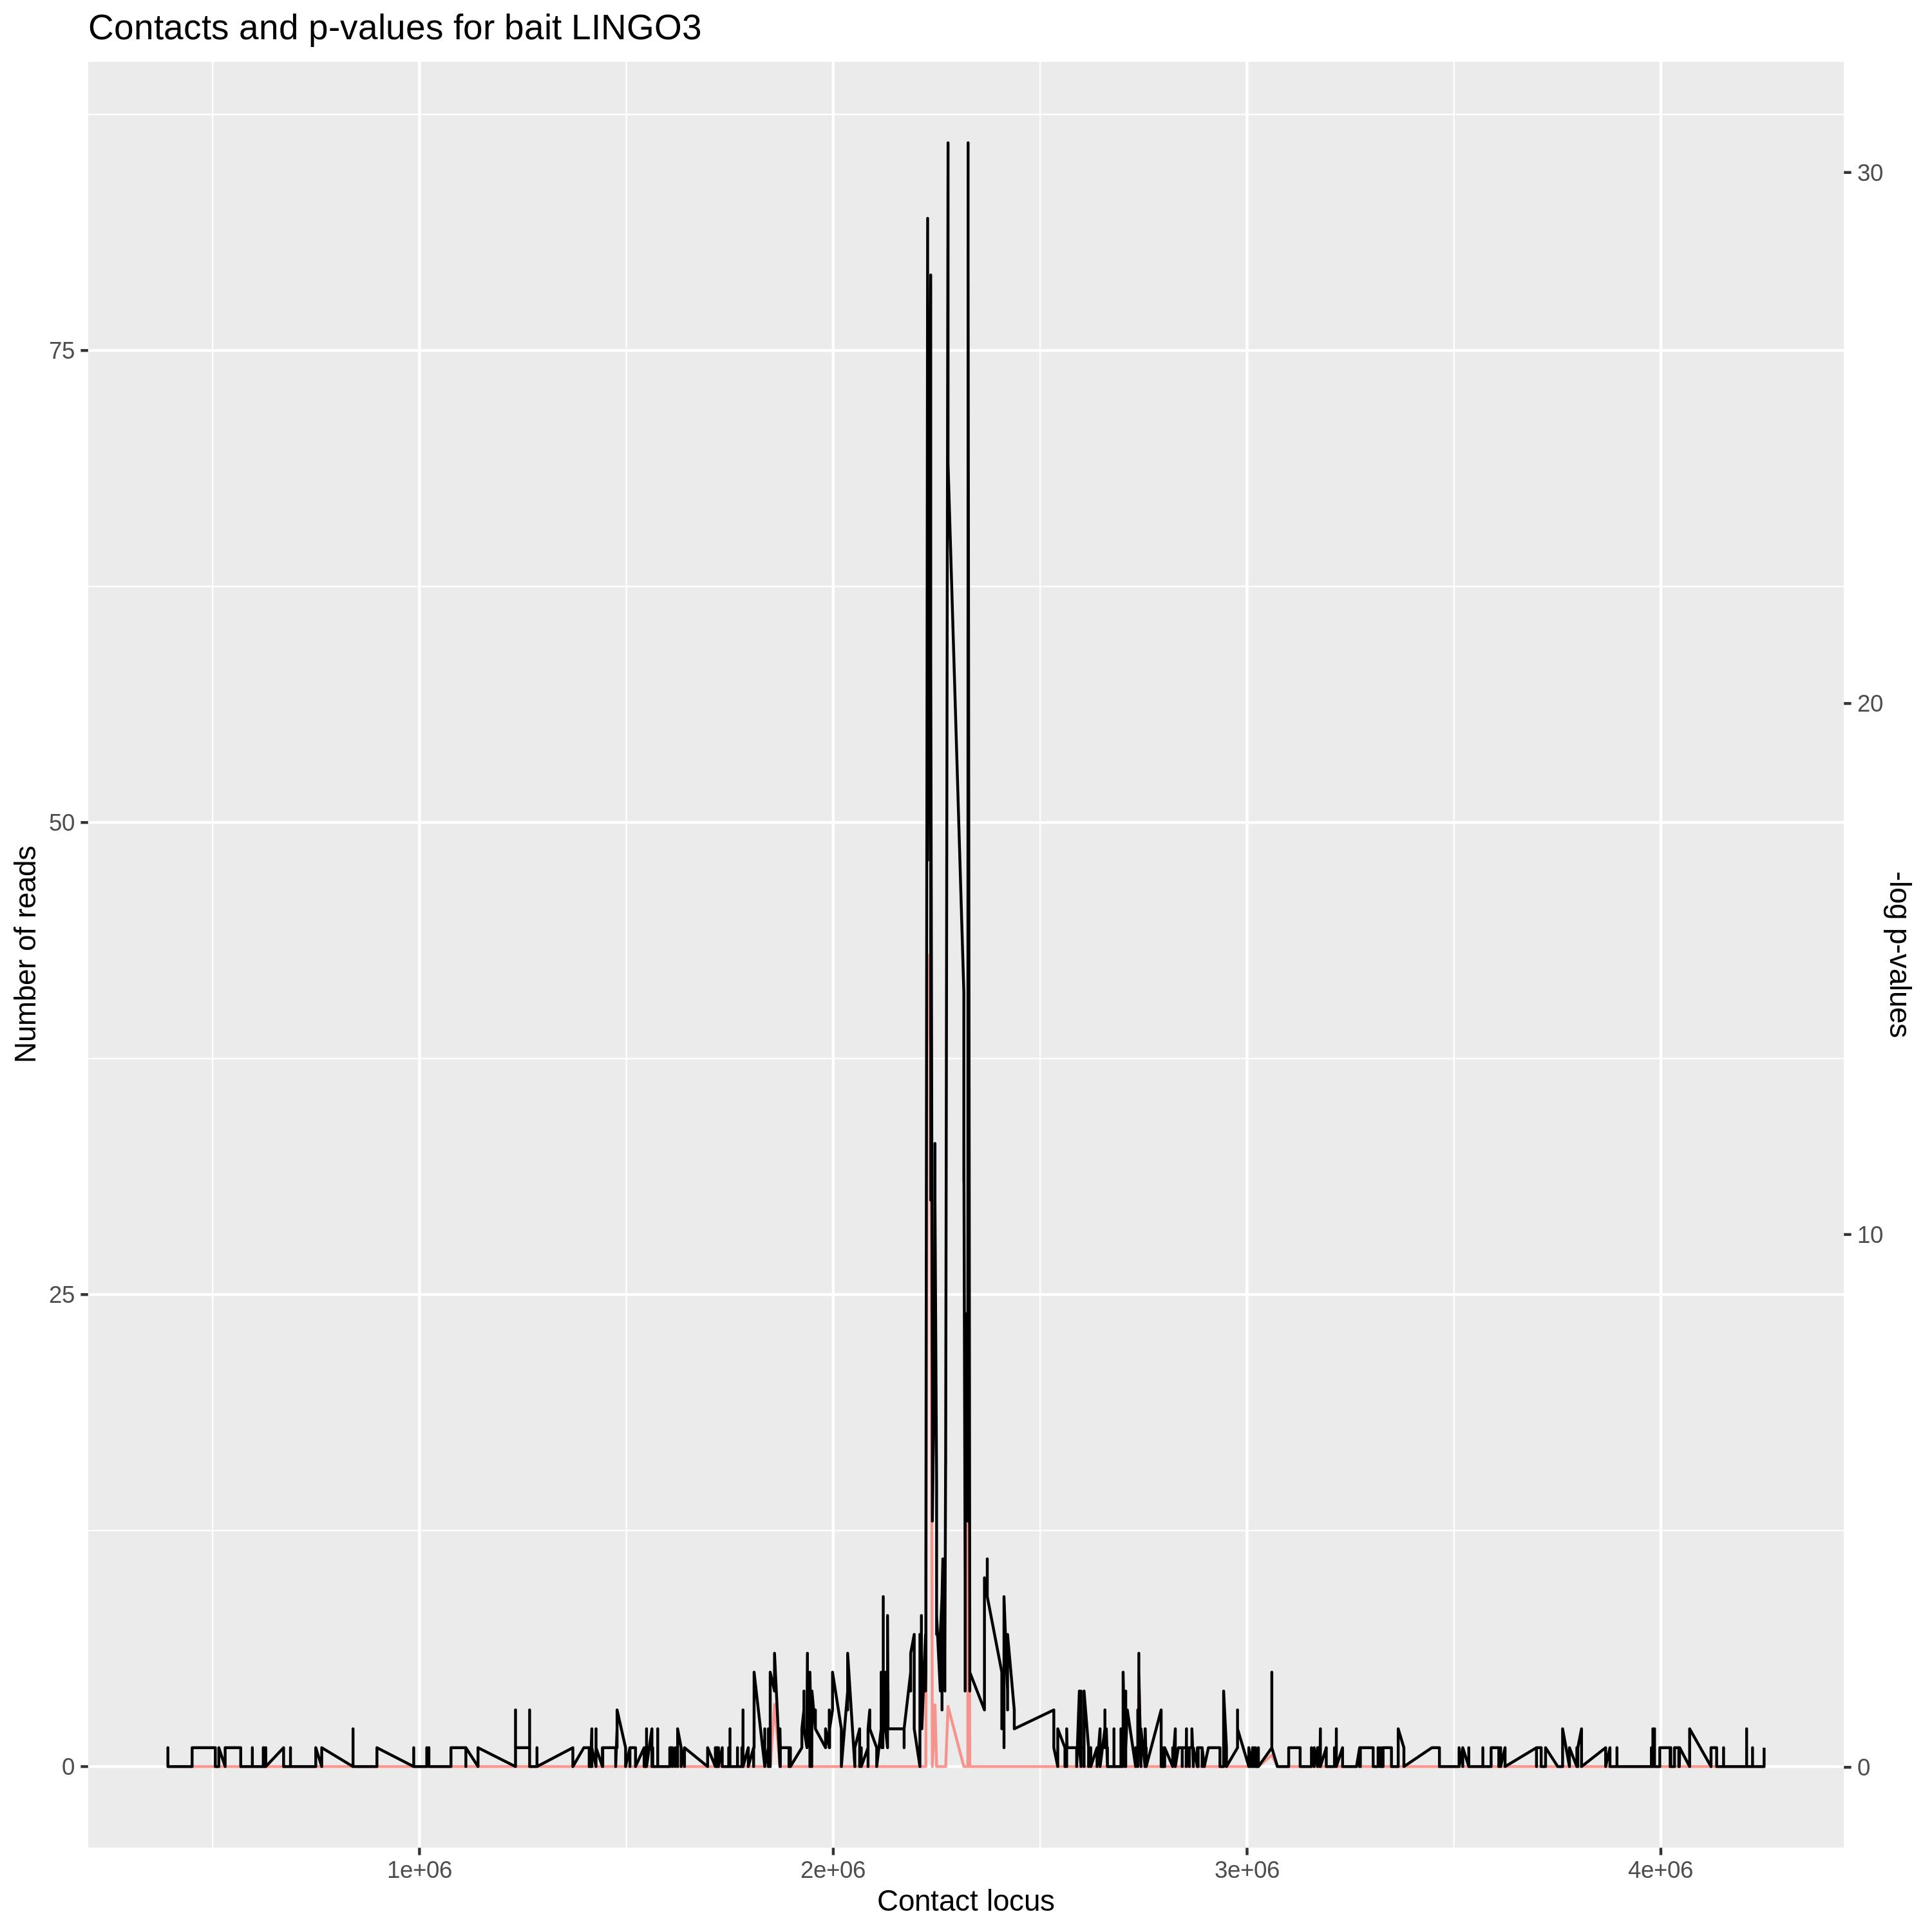 Contacts and p-values for bait LINGO3
Number of reads
75
50
25
0
30
20
10
0
-log p-values
1e+06
2e+06
3e+06
4e+06
Contact locus